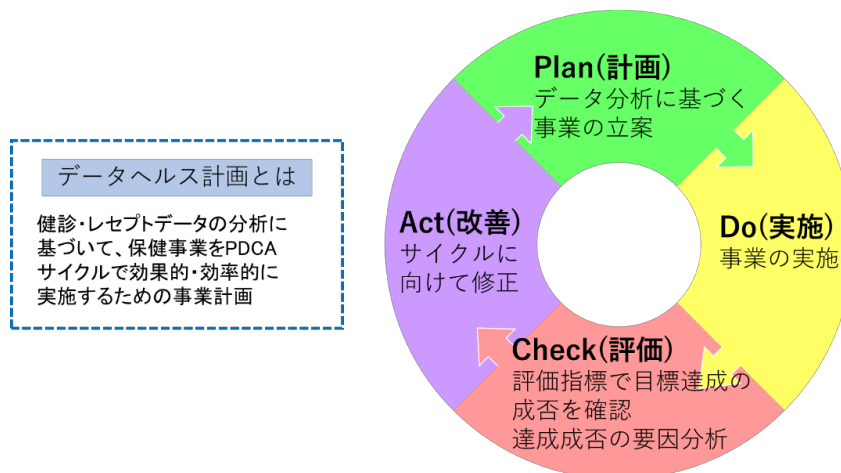 データヘルス計画とは
健診・レセプトデータの分析に
基づいて、保健事業をPDCA
サイクルで効果的・効率的に
実施するための事業計画
Plan(計画)
データ分析に基づく
事業の立案
Do(実施)
事業の実施
Check(評価)
評価指標で目標達成の
成否を確認
達成成否の要因分析
Act(改善)
サイクルに
向けて修正